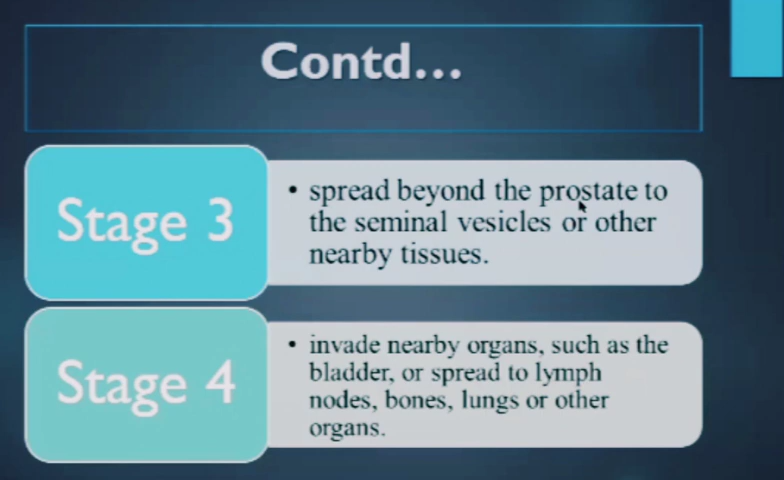 Contd...
Stage 3
• spread beyond the prostate to
the seminal vesicles or other
nearby tissues.
Stage 4
• invade nearby organs, such as the
bladder, or spread to lymph
nodes, bones, lungs or other
organs.